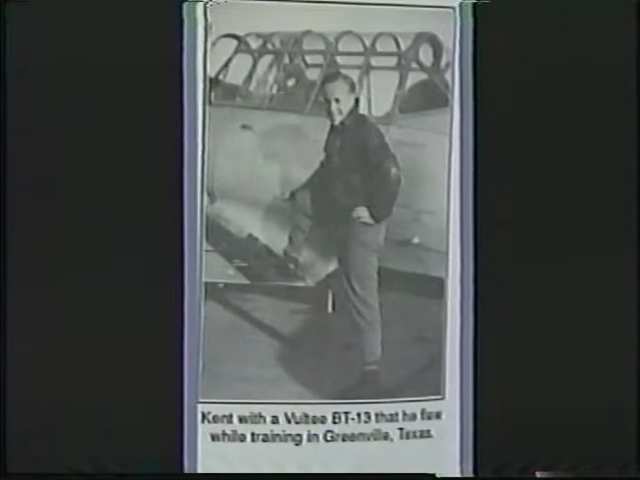 Kent with a Vultee BT-13 that he flew
while training in Greenville, Texas.